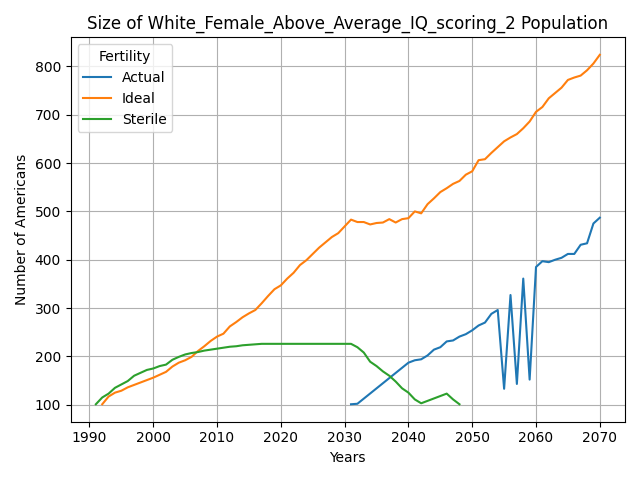 Size of White_Female_Above_Average_IQ_scoring_2 Population
Fertility
Actual
Ideal
Sterile
Number of Americans
800
700
600
500
400
300
200
100
1990
2000
2010
2020
2030
2040
2050
2060
2070
Years